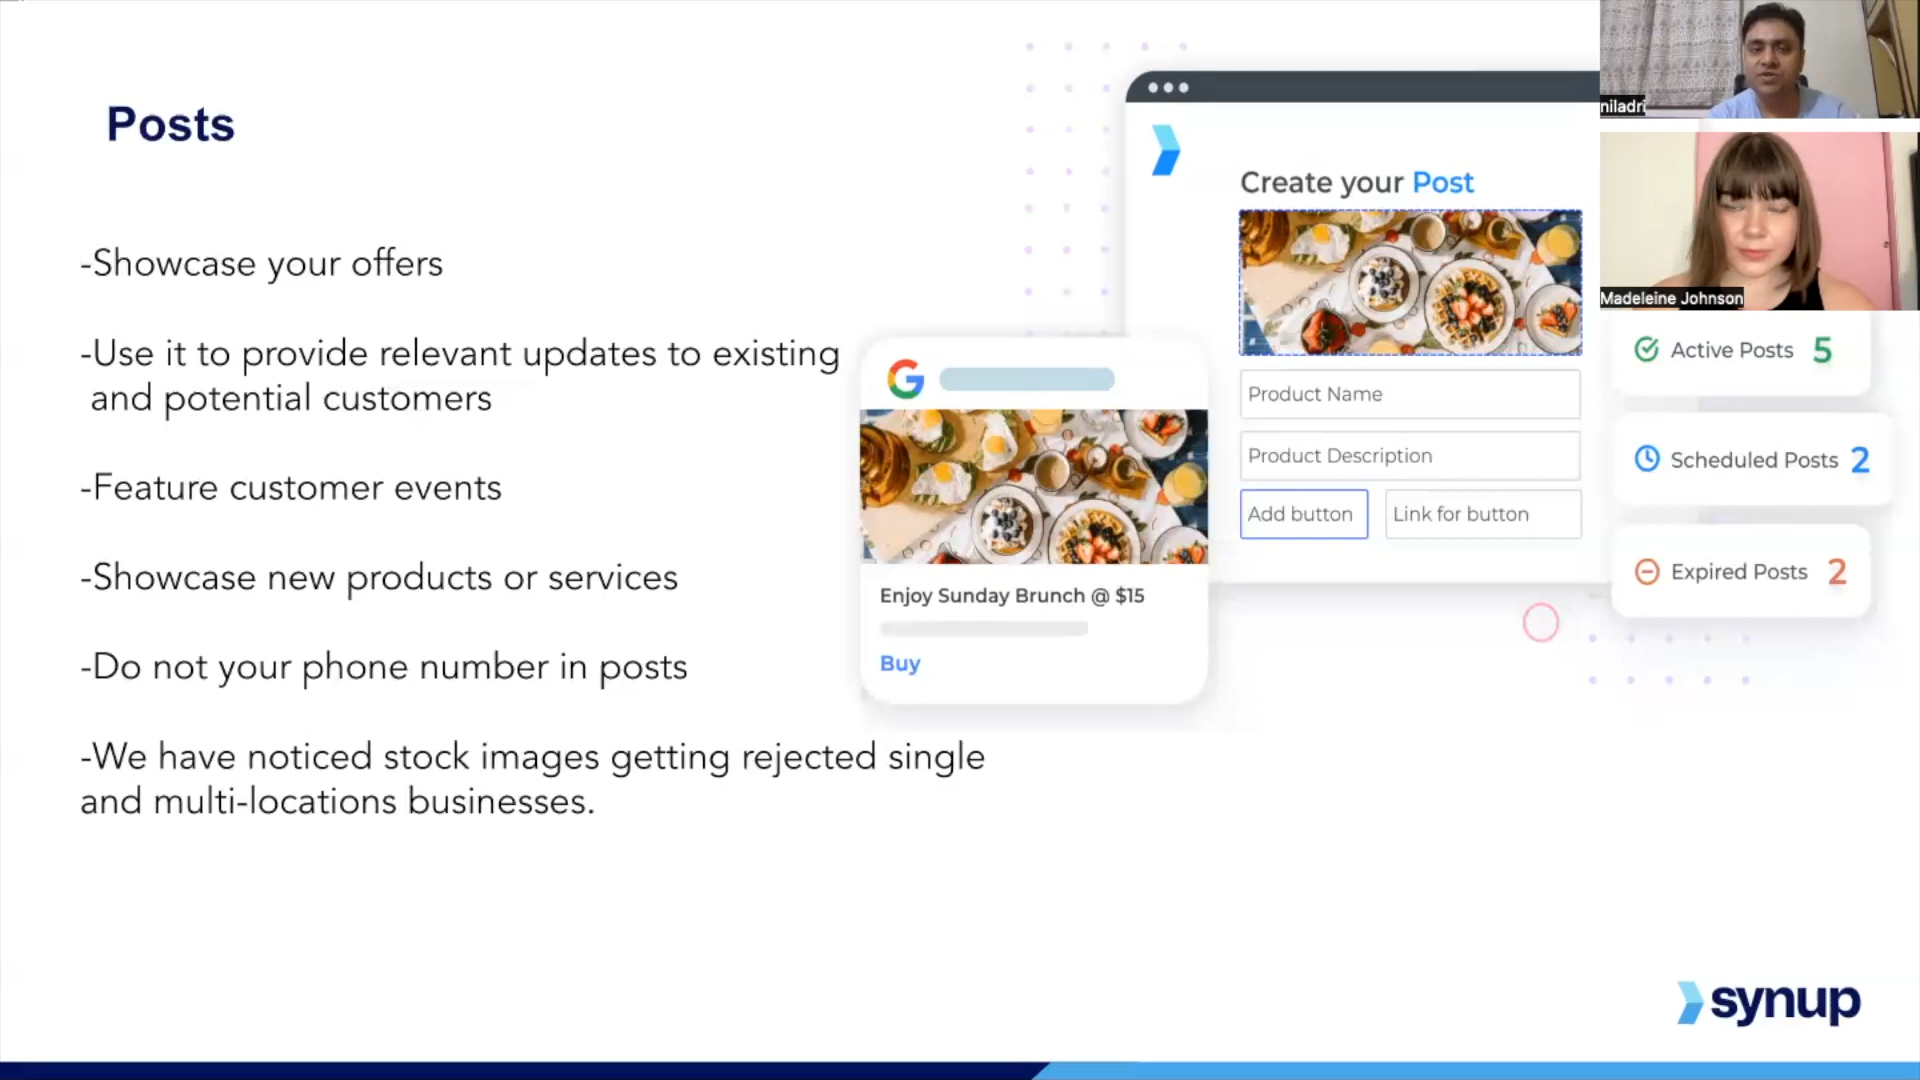 Posts
-Showcase your offers
-Use it to provide relevant updates to existing
and potential customers
-Feature customer events
-Showcase new products or services
-Do not your phone number in posts
-We have noticed stock images getting rejected single
and multi-locations businesses.
Enjoy Sunday Brunch @ $15
Buy
Create your Post
Product Name
Product Description
Add button
Link for button
niladri
Madeleine Johnson
Active Posts 5
Scheduled Posts 2
Expired Posts 2
synup